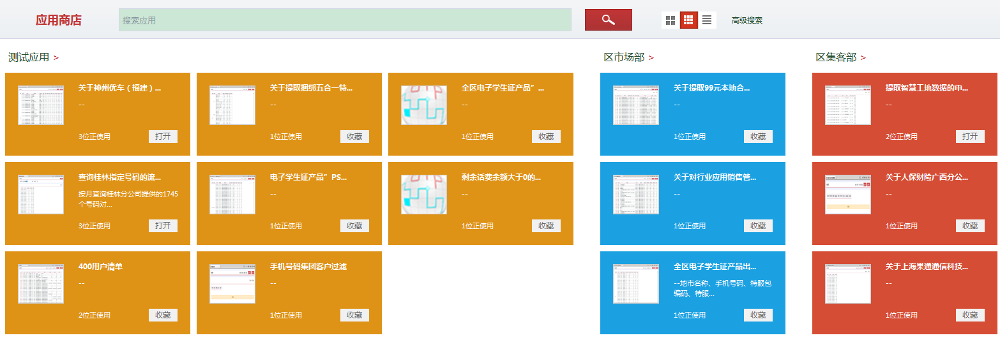 应用商店
搜索应用
高级搜索
测试应用 >
关于神州优车（福建）...
--
3位正使用
打开
关于提取捆绑五合一特...
--
1位正使用
收藏
全区电子学生证产品”...
--
1位正使用
收藏
查询桂林指定号码的流...
按月查询桂林分公司提供的1745
个号码对...
3位正使用
打开
电子学生证产品”PS...
--
1位正使用
收藏
剩余话费余额大于0的...
--
1位正使用
收藏
400用户清单
--
2位正使用
收藏
手机号码集团客户过滤
--
1位正使用
收藏
区市场部 >
关于提取99元本地合...
--
1位正使用
收藏
关于对行业应用销售管...
--
1位正使用
收藏
全区电子学生证产品出...
--地市名称、手机号码、特服包
编码、特服...
1位正使用
收藏
区集客部 >
提取智慧工地数据的申...
--
2位正使用
打开
关于人保财险广西分公...
--
1位正使用
收藏
关于上海果通通信科技...
--
1位正使用
收藏